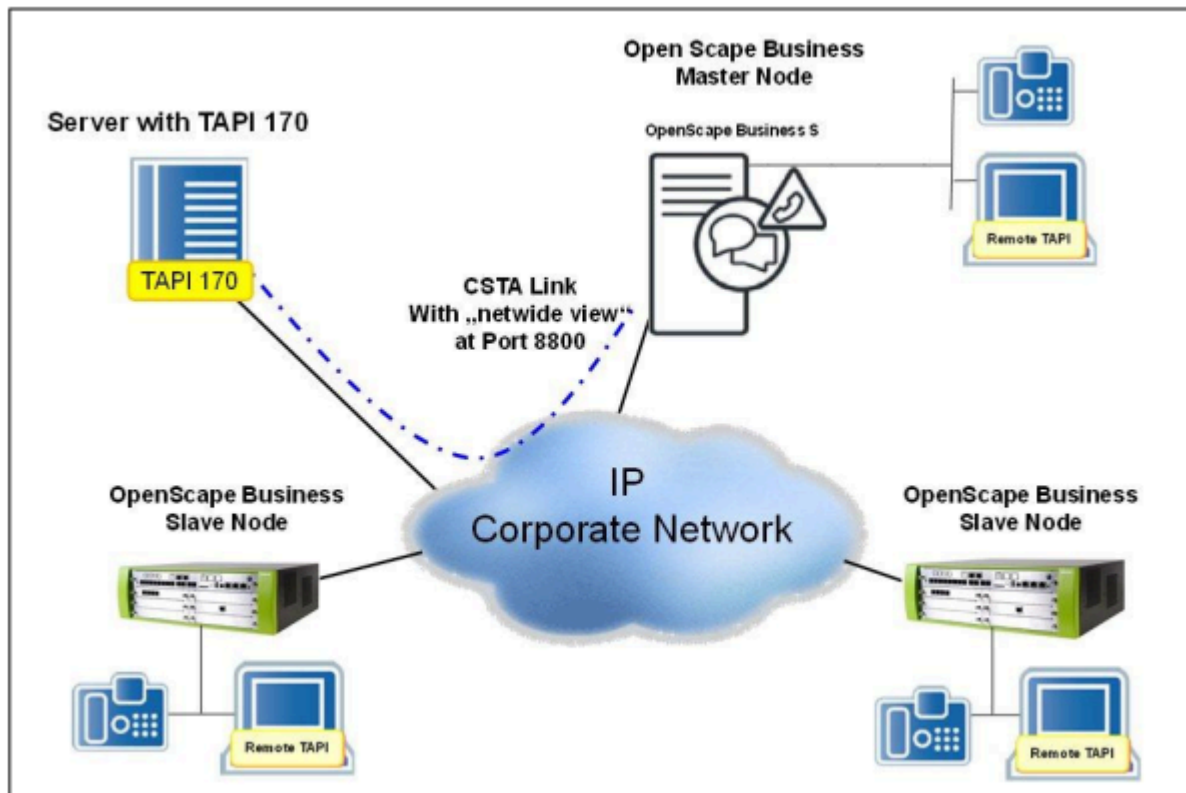 Open Scape Business
Master Node
Server with TAPI 170
OpenScape Business S
TAPI 170
Remote TAPI
CSTA Link
With „netwide view“
at Port 8800
IP
Corporate Network
OpenScape Business
Slave Node
OpenScape Business
Slave Node
Remote TAPI
Remote TAPI